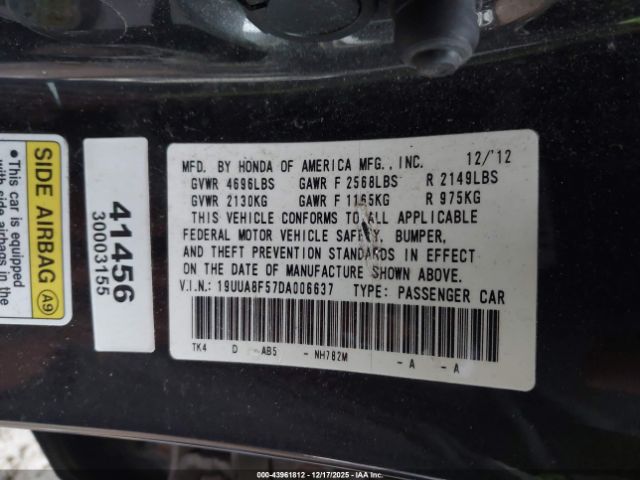 SIDE AIRBAG A9
•This car is equipped
with side airbags in the
41456
30003155
MFD. BY HONDA OF AMERICA MFG., INC. 12/'12
GVWR 4696LBS GAWR F 2568LBS R 2149LBS
GVWR 2130KG GAWR F 1165KG R 975KG
THIS VEHICLE CONFORMS TO ALL APPLICABLE
FEDERAL MOTOR VEHICLE SAFETY, BUMPER,
AND THEFT PREVENTION STANDARDS IN EFFECT
ON THE DATE OF MANUFACTURE SHOWN ABOVE.
V.I.N.: 19UUA8F57DA006637 TYPE: PASSENGER CAR
TK4 D - AB5 - NH782M - A - A
000-43961812 - 12/17/2025 - IAAI.COM